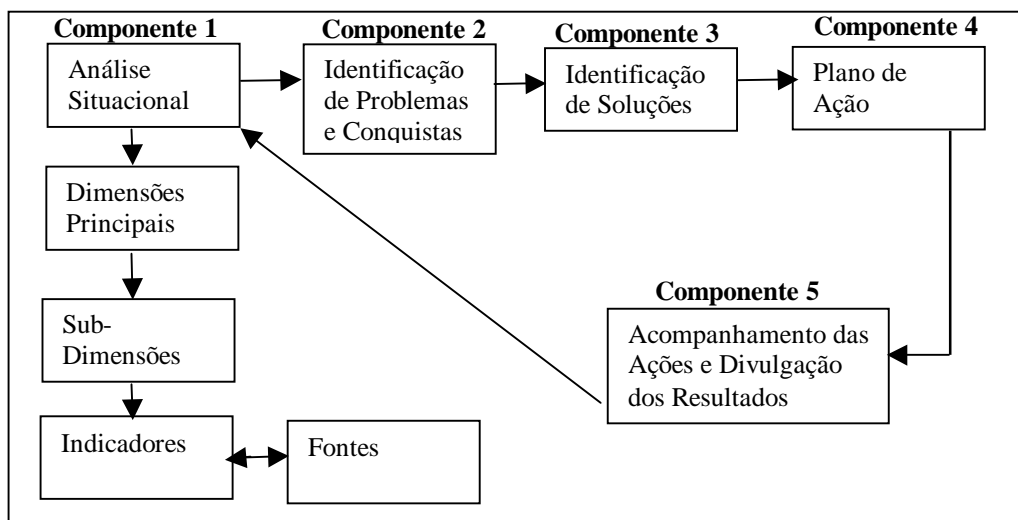 Componente 1
Análise
Situacional
Componente 2
Identificação
de Problemas
e Conquistas
Componente 3
Identificação
de Soluções
Componente 4
Plano de
Ação
Dimensões
Principais
Sub-
Dimensões
Indicadores
Fontes
Componente 5
Acompanhamento das
Ações e Divulgação
dos Resultados